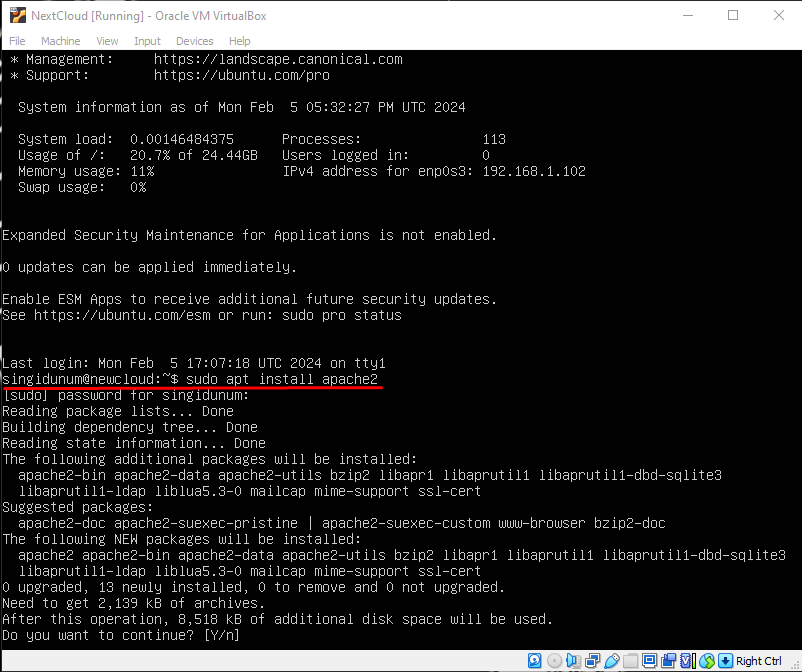 NextCloud [Running] - Oracle VM VirtualBox
File Machine View Input Devices Help
* Management: https://landscape.canonical.com
* Support: https://ubuntu.com/pro
System information as of Mon Feb 5 05:32:27 PM UTC 2024
System load: 0.00146484375 Processes: 113
Usage of /: 20.7% of 24.44GB Users logged in: 0
Memory usage: 11% IPv4 address for enp0s3: 192.168.1.102
Swap usage: 0%
Expanded Security Maintenance for Applications is not enabled.
0 updates can be applied immediately.
Enable ESM Apps to receive additional future security updates.
See https://ubuntu.com/esm or run: sudo pro status
Last login: Mon Feb 5 17:07:18 UTC 2024 on tty1
singidunum@newcloud:~$ sudo apt install apache2
[sudo] password for singidunum:
Reading package lists... Done
Building dependency tree... Done
Reading state information... Done
The following additional packages will be installed:
apache2-bin apache2-data apache2-utils bzip2 libapr1 libaprutil1 libaprutil1-dbd-sqlite3
libaprutil1-ldap liblua5.3-0 mailcap mime-support ssl-cert
Suggested packages:
apache2-doc apache2-suexec-pristine | apache2-suexec-custom www-browser bzip2-doc
The following NEW packages will be installed:
apache2 apache2-bin apache2-data apache2-utils bzip2 libapr1 libaprutil1 libaprutil1-dbd-sqlite3
libaprutil1-ldap liblua5.3-0 mailcap mime-support ssl-cert
0 upgraded, 13 newly installed, 0 to remove and 0 not upgraded.
Need to get 2,139 kB of archives.
After this operation, 8,518 kB of additional disk space will be used.
Do you want to continue? [Y/n]
Right Ctrl